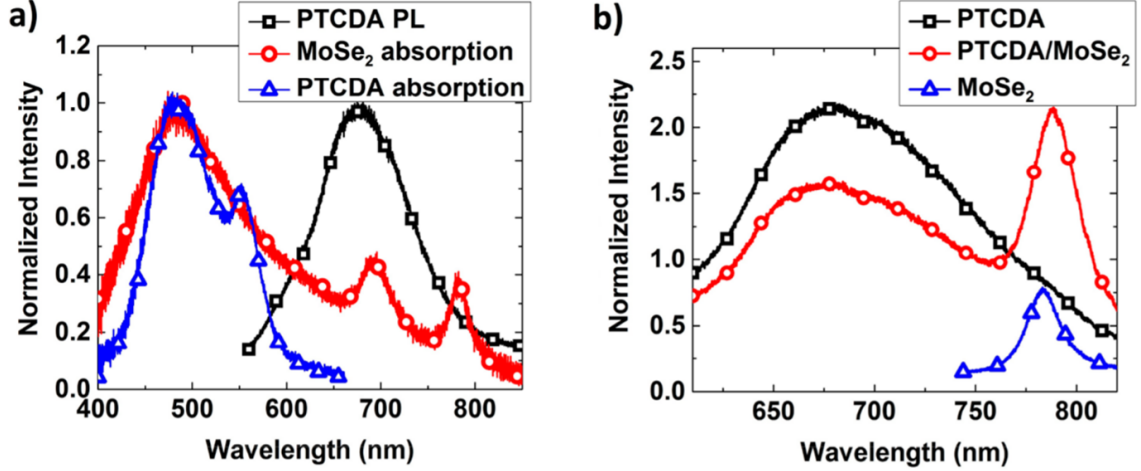 a)
PTCDA PL
MoSe₂ absorption
PTCDA absorption
1.2
1.0
0.8
0.6
0.4
0.2
0.0
Normalized Intensity
400 500 600 700 800
Wavelength (nm)
b)
PTCDA
PTCDA/MoSe₂
MoSe₂
2.5
2.0
1.5
1.0
0.5
0.0
Normalized Intensity
650 700 750 800
Wavelength (nm)